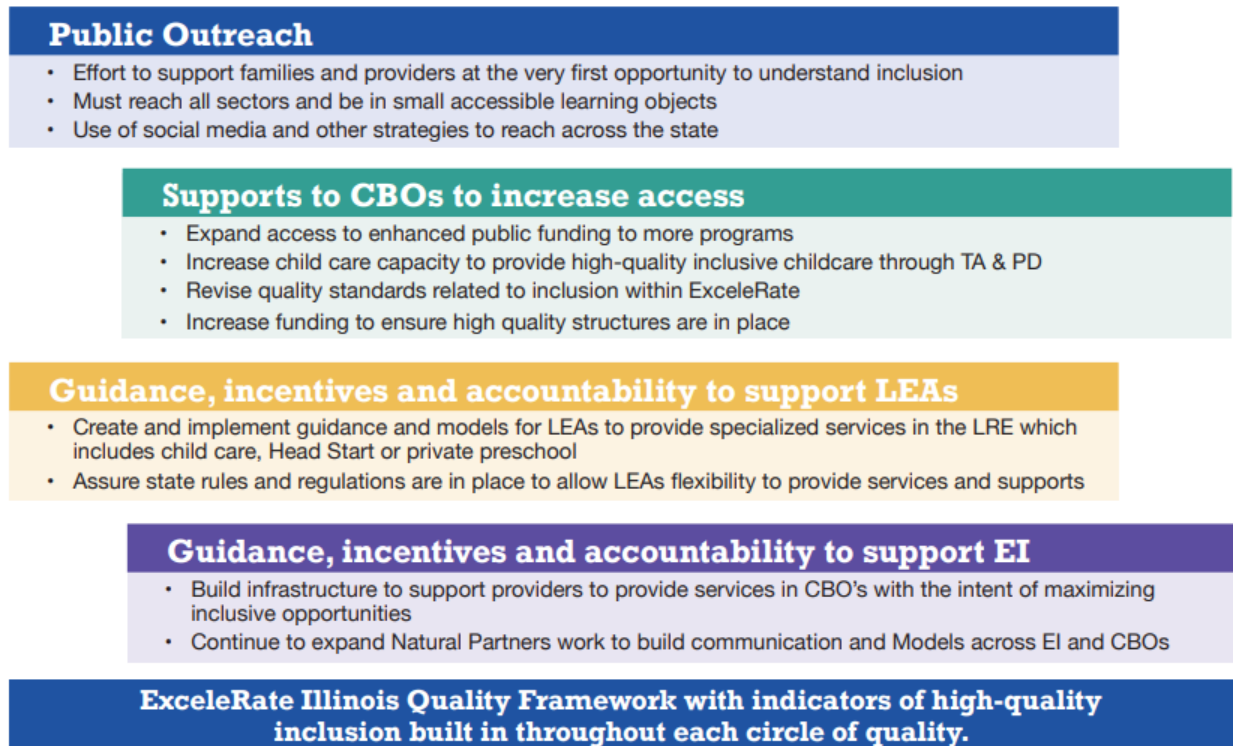 Public Outreach
• Effort to support families and providers at the very first opportunity to understand inclusion
• Must reach all sectors and be in small accessible learning objects
• Use of social media and other strategies to reach across the state
Supports to CBOs to increase access
• Expand access to enhanced public funding to more programs
• Increase child care capacity to provide high-quality inclusive childcare through TA & PD
• Revise quality standards related to inclusion within ExceleRate
• Increase funding to ensure high quality structures are in place
Guidance, incentives and accountability to support LEAs
• Create and implement guidance and models for LEAs to provide specialized services in the LRE which
includes child care, Head Start or private preschool
• Assure state rules and regulations are in place to allow LEAs flexibility to provide services and supports
Guidance, incentives and accountability to support EI
• Build infrastructure to support providers to provide services in CBO's with the intent of maximizing
inclusive opportunities
• Continue to expand Natural Partners work to build communication and Models across EI and CBOs
ExceleRate Illinois Quality Framework with indicators of high-quality
inclusion built in throughout each circle of quality.